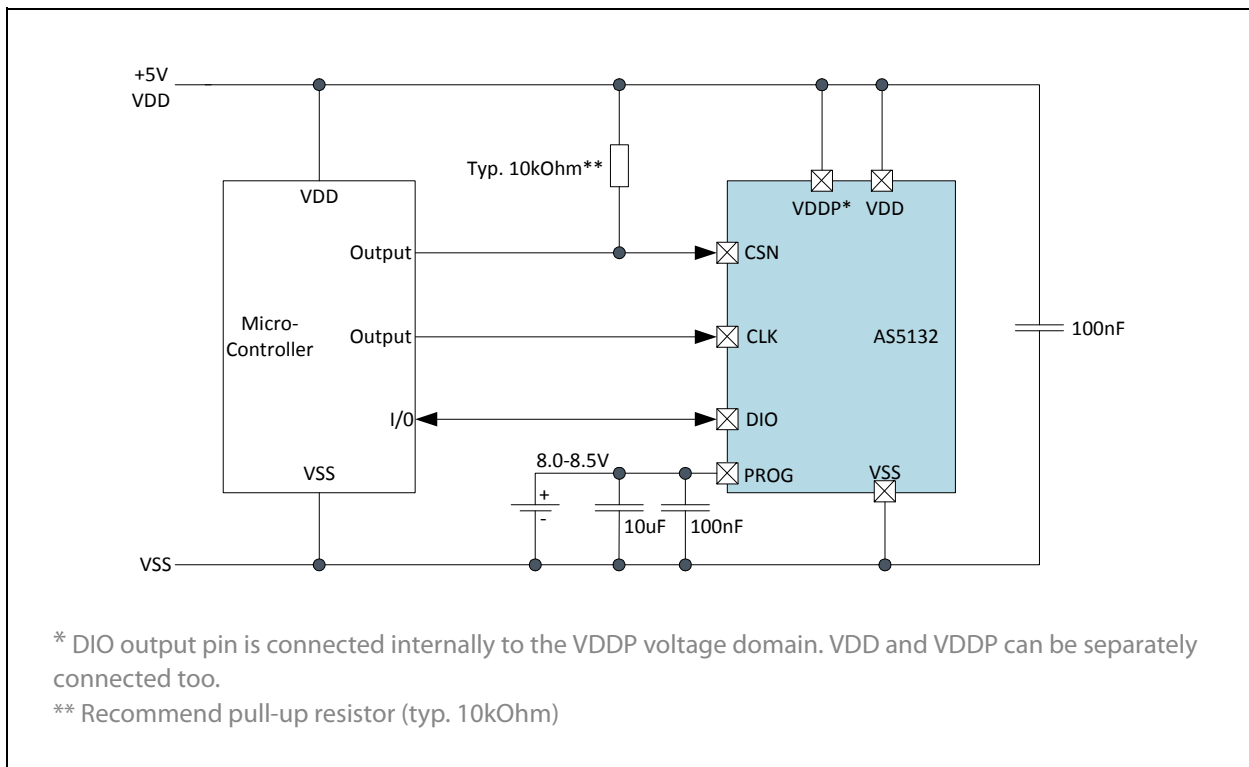 +5V
VDD
Typ. 10kOhm**
VDD
VDDP* VDD
Output
CSN
Micro-
Controller
Output
CLK
AS5132
100nF
I/0
DIO
8.0-8.5V
VSS
PROG
VSS
+
-
10uF
100nF
VSS
* DIO output pin is connected internally to the VDDP voltage domain. VDD and VDDP can be separately
connected too.
** Recommend pull-up resistor (typ. 10kOhm)